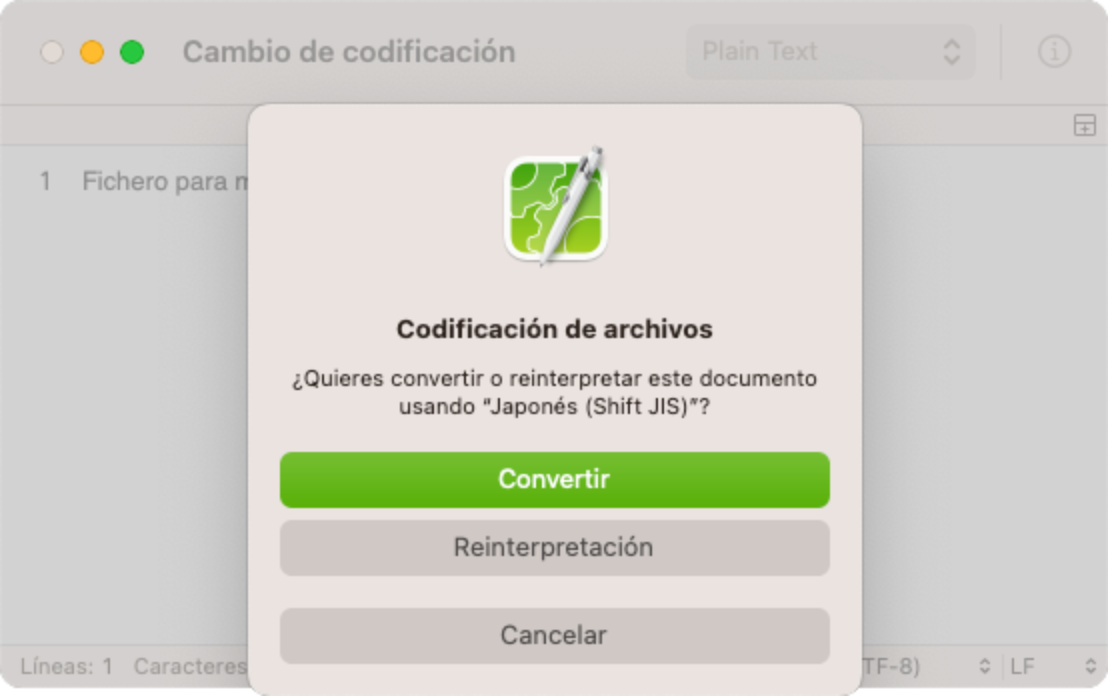 Cambio de codificación
Plain Text
1 Fichero para
Codificación de archivos
¿Quieres convertir o reinterpretar este documento
usando “Japonés (Shift JIS)”?
Convertir
Reinterpretación
Cancelar
Líneas: 1 Caracteres TF-8) LF